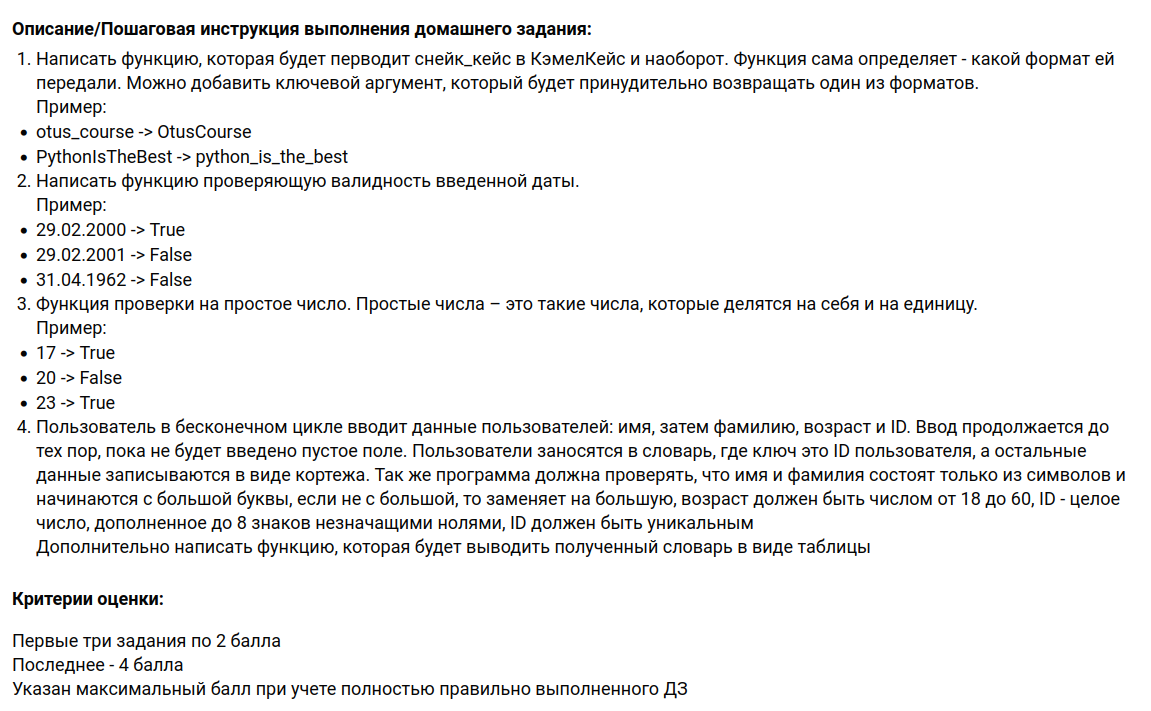 Описание/Пошаговая инструкция выполнения домашнего задания:
1. Написать функцию, которая будет перводит снейк_кейс в КэмелКейс и наоборот. Функция сама определяет - какой формат ей
передали. Можно добавить ключевой аргумент, который будет принудительно возвращать один из форматов.
Пример:
• otus_course -> OtusCourse
• PythonIsTheBest -> python_is_the_best
2. Написать функцию проверяющую валидность введенной даты.
Пример:
• 29.02.2000 -> True
• 29.02.2001 -> False
• 31.04.1962 -> False
3. Функция проверки на простое число. Простые числа – это такие числа, которые делятся на себя и на единицу.
Пример:
• 17 -> True
• 20 -> False
• 23 -> True
4. Пользователь в бесконечном цикле вводит данные пользователей: имя, затем фамилию, возраст и ID. Ввод продолжается до
тех пор, пока не будет введено пустое поле. Пользователи заносятся в словарь, где ключ это ID пользователя, а остальные
данные записываются в виде кортежа. Так же программа должна проверять, что имя и фамилия состоят только из символов и
начинаются с большой буквы, если не с большой, то заменяет на большую, возраст должен быть числом от 18 до 60, ID - целое
число, дополненное до 8 знаков незначащими нолями, ID должен быть уникальным
Дополнительно написать функцию, которая будет выводить полученный словарь в виде таблицы
Критерии оценки:
Первые три задания по 2 балла
Последнее - 4 балла
Указан максимальный балл при учете полностью правильно выполненного ДЗ